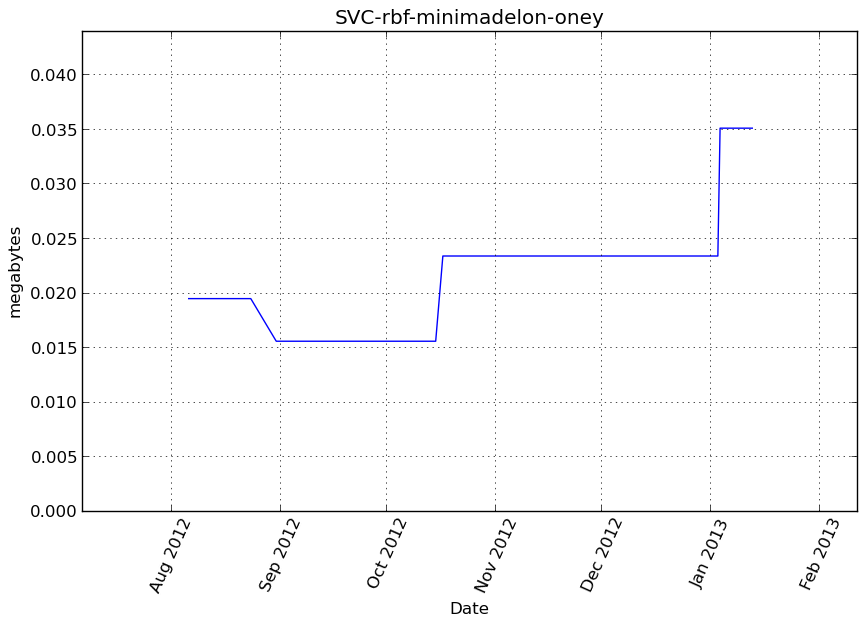 SVC-rbf-minimadelon-oney
megabytes
0.040
0.035
0.030
0.025
0.020
0.015
0.010
0.005
0.000
Aug 2012
Sep 2012
Oct 2012
Nov 2012
Dec 2012
Jan 2013
Feb 2013
Date